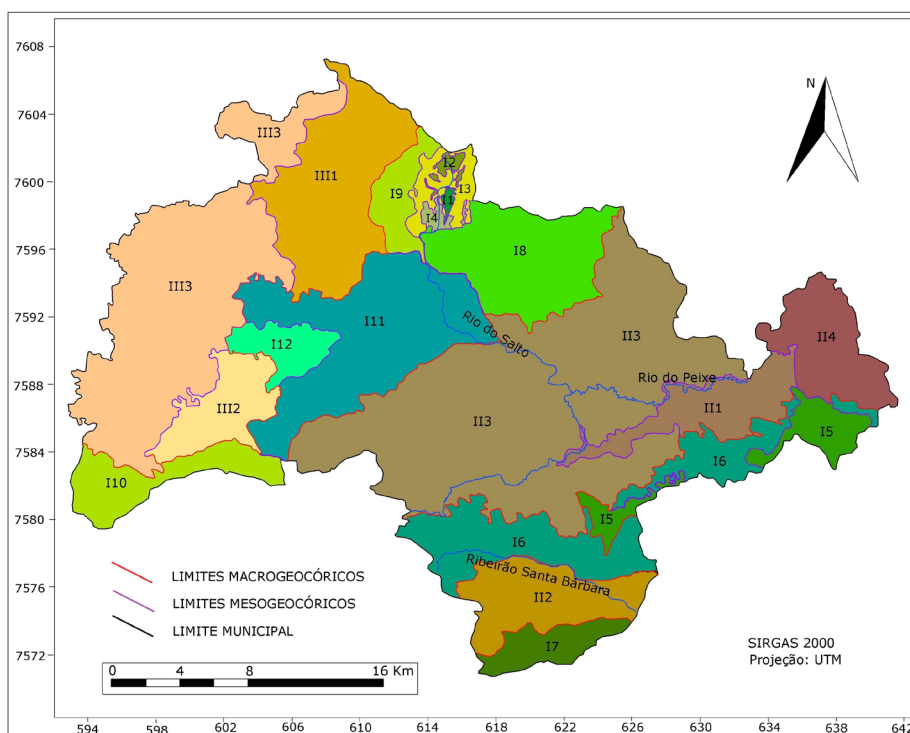 7608
7604
7600
7596
7592
7588
7584
7580
7576
7572
N
III3
III1
I2
I9
I3
I1
I4
I8
III3
I11
Rio do Salto
II3
II4
I12
Rio do Peixe
III2
II3
II1
I5
I6
I10
I5
I6
Ribeirão Santa Bárbara
II2
I7
LIMITES MACROGEOCÓRICOS
LIMITES MESOGEOCÓRICOS
LIMITE MUNICIPAL
SIRGAS 2000
Projeção: UTM
0 4 8 16 Km
594 598 602 606 610 614 618 622 626 630 634 638 642